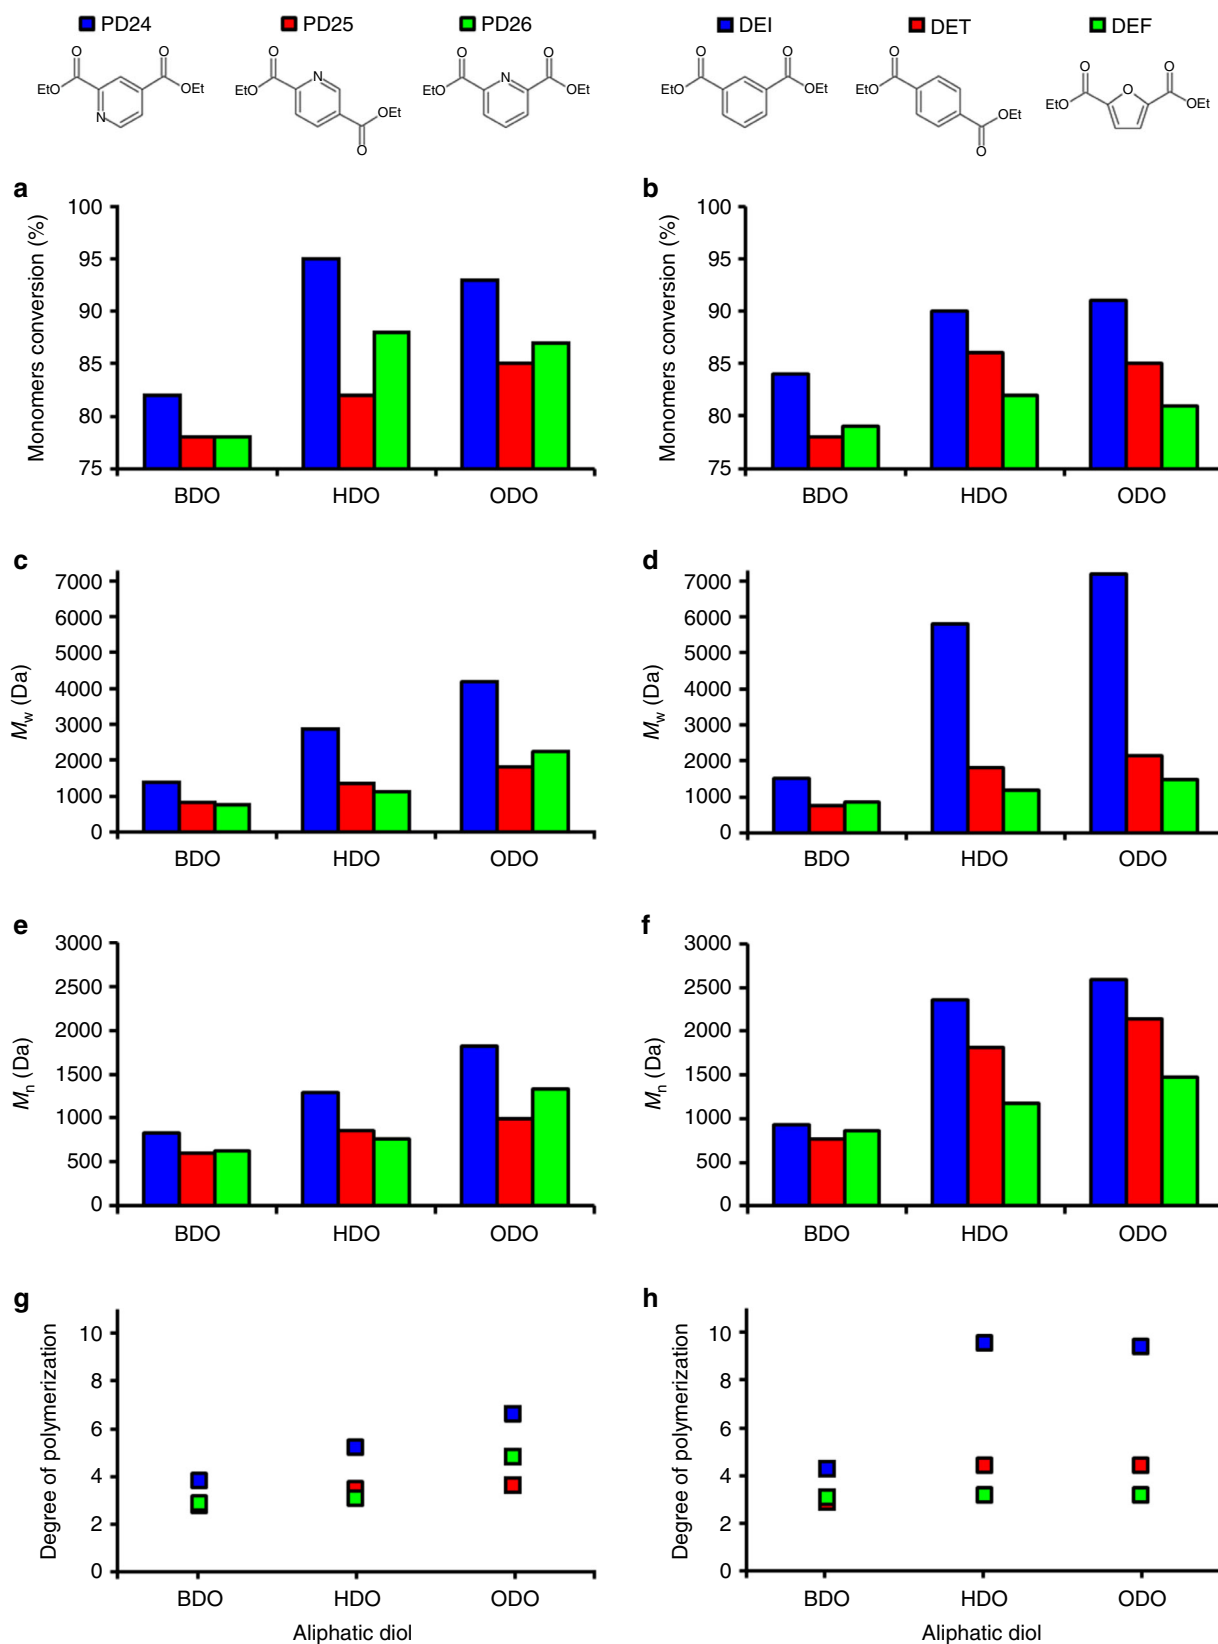 PD24 PD25 PD26 DEI DET DEF
O O EtO OEt N
O EtO N OEt O
O N O EtO OEt
O O EtO OEt
O EtO OEt O
O O EtO O OEt
a
Monomers conversion (%)
100
95
90
85
80
75
BDO HDO ODO
b
Monomers conversion (%)
100
95
90
85
80
75
BDO HDO ODO
c
Mw (Da)
7000
6000
5000
4000
3000
2000
1000
0
BDO HDO ODO
d
Mw (Da)
7000
6000
5000
4000
3000
2000
1000
0
BDO HDO ODO
e
Mn (Da)
3000
2500
2000
1500
1000
500
0
BDO HDO ODO
f
Mn (Da)
3000
2500
2000
1500
1000
500
0
BDO HDO ODO
g
Degree of polymerization
10
8
6
4
2
0
BDO HDO ODO
Aliphatic diol
h
Degree of polymerization
10
8
6
4
2
0
BDO HDO ODO
Aliphatic diol